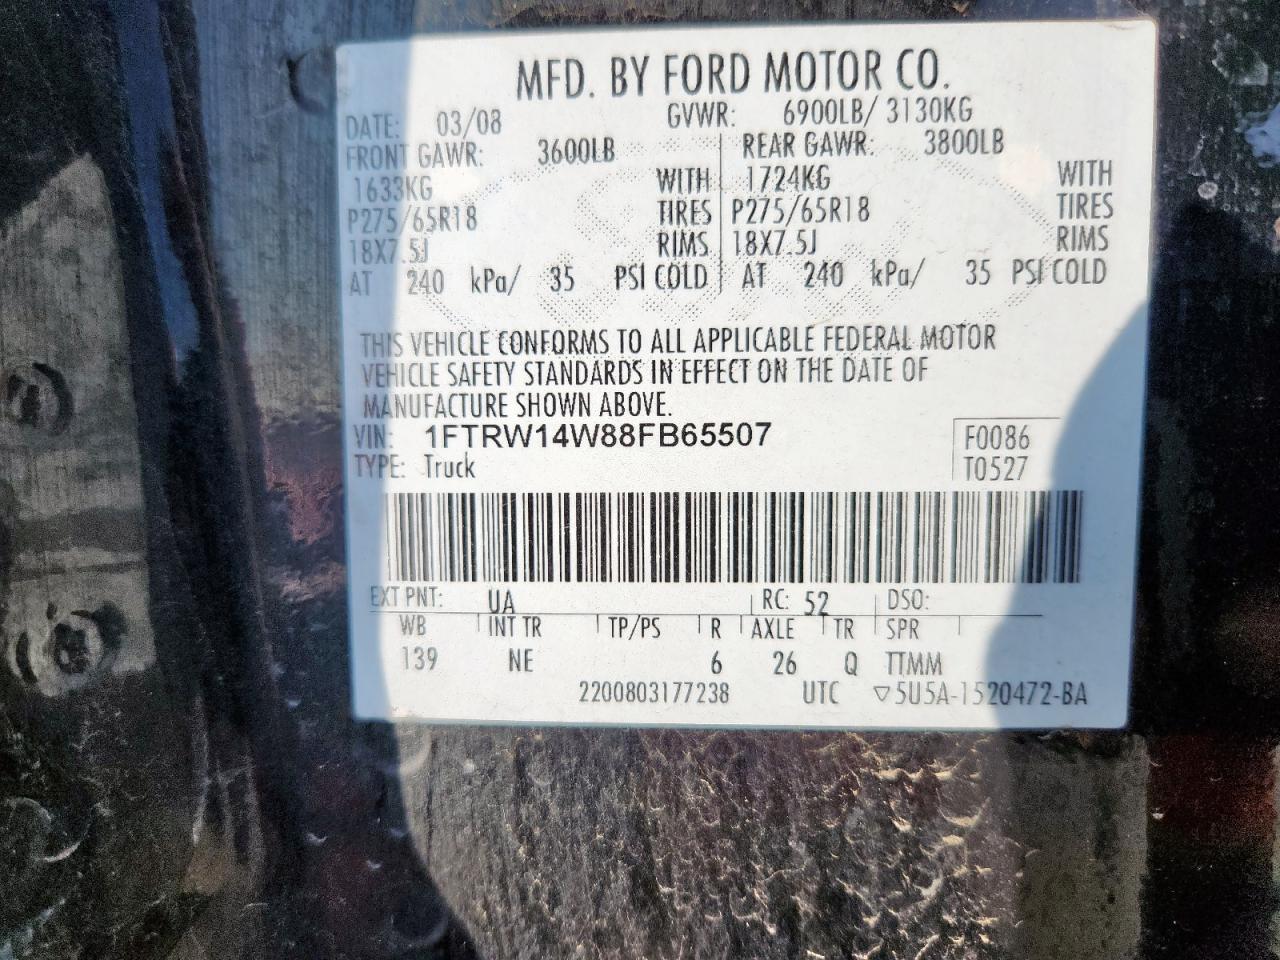 MFD. BY FORD MOTOR CO.
DATE: 03/08 GVWR: 6900LB/ 3130KG
FRONT GAWR: 3600LB REAR GAWR: 3800LB
1633KG WITH 1724KG WITH
P275/65R18 TIRES P275/65R18 TIRES
18X7.5J RIMS 18X7.5J RIMS
AT 240 kPa/ 35 PSI COLD AT 240 kPa/ 35 PSI COLD
THIS VEHICLE CONFORMS TO ALL APPLICABLE FEDERAL MOTOR
VEHICLE SAFETY STANDARDS IN EFFECT ON THE DATE OF
MANUFACTURE SHOWN ABOVE.
VIN: 1FTRW14W88FB65507 F0086
TYPE: Truck T0527
EXT PNT: UA RC: 52 DSO:
WB INT TR TP/PS R AXLE TR SPR
139 NE 6 26 Q TTMM
2200803177238 UTC ▽5U5A-1520472-BA